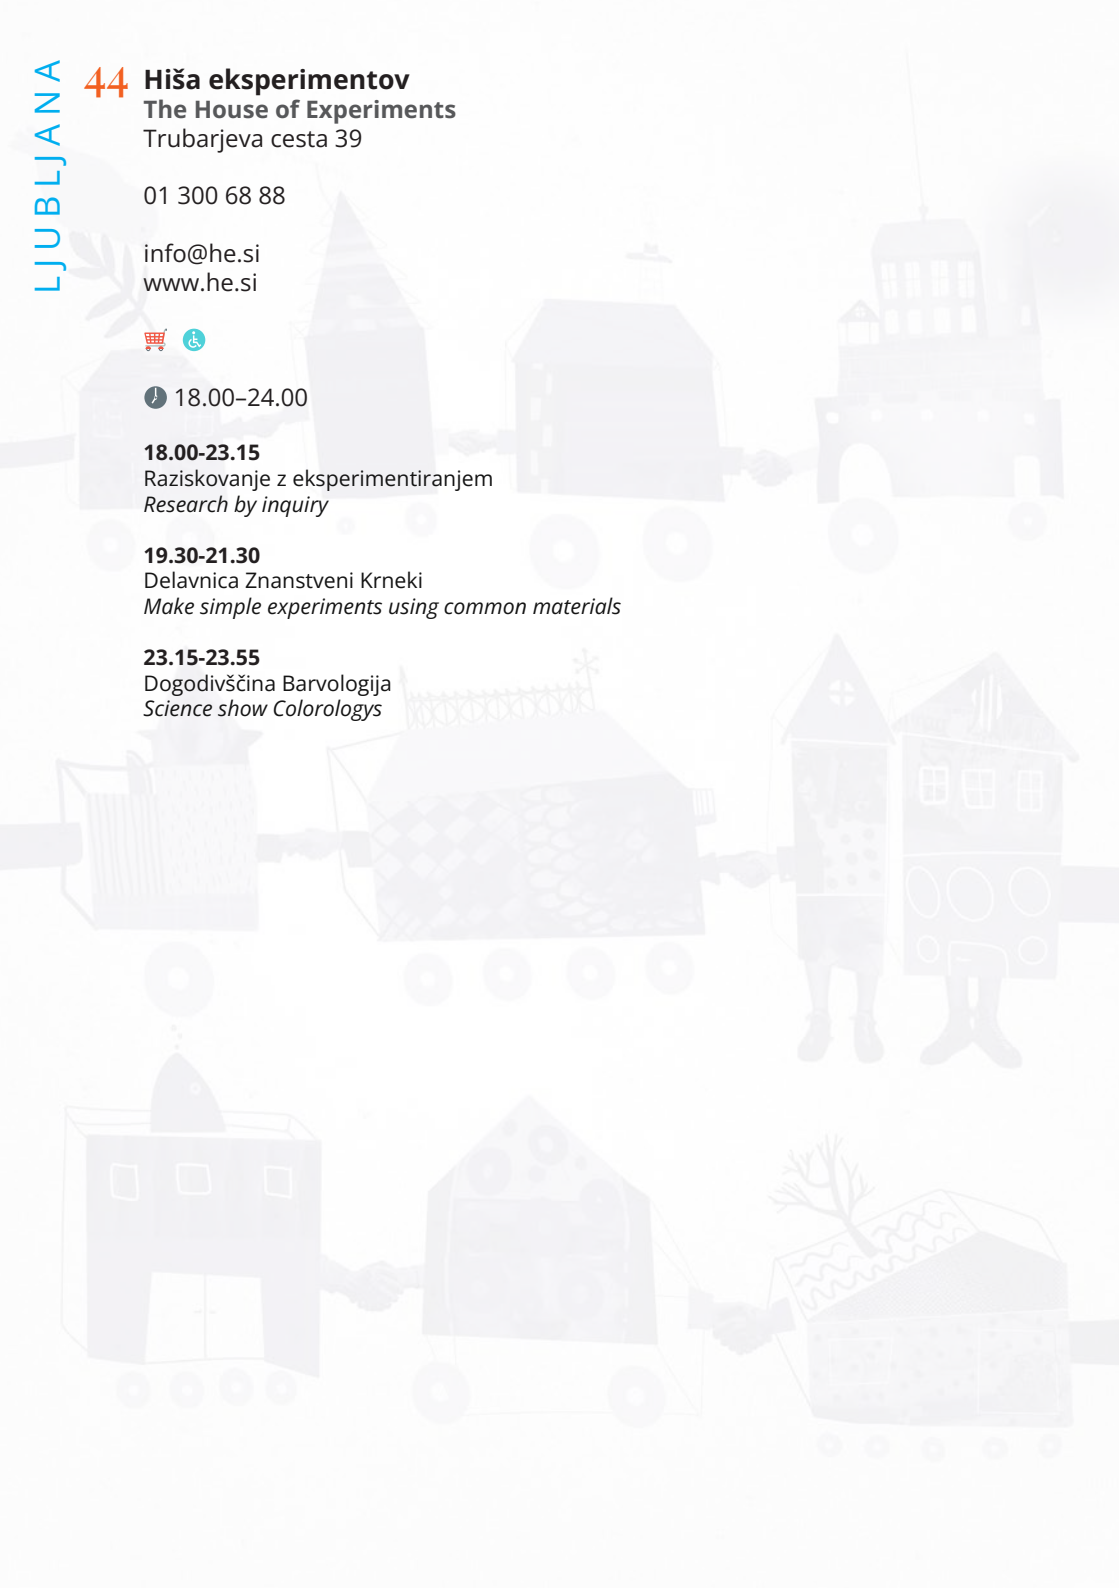 LJUBLJANA
44 Hiša eksperimentov
The House of Experiments
Trubarjeva cesta 39
01 300 68 88
info@he.si
www.he.si
18.00–24.00
18.00-23.15
Raziskovanje z eksperimentiranjem
Research by inquiry
19.30-21.30
Delavnica Znanstveni Krneki
Make simple experiments using common materials
23.15-23.55
Dogodivščina Barvologija
Science show Colorologys